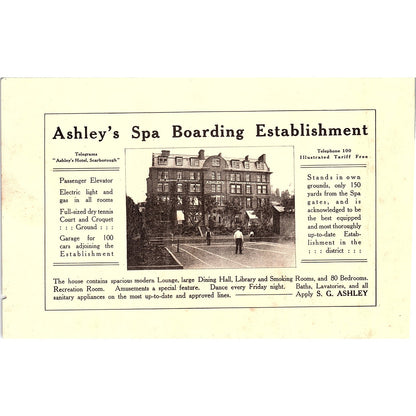 Ashley's Spa Boarding Establishment
Telegrams
"Ashley's Hotel, Scarborough"
Passenger Elevator
Electric light and
gas in all rooms
Full-sized dry tennis
Court and Croquet
: : : Ground : : :
Garage for 100
cars adjoining the
Establishment
Telephone 100
Illustrated Tariff Free
Stands in own
grounds, only 150
yards from the Spa
gates, and is
acknowledged to be
the best equipped
and most thoroughly
up-to-date Estab-
lishment in the
: : : district : : :
The house contains spacious modern Lounge, large Dining Hall, Library and Smoking Rooms, and 80 Bedrooms.
Recreation Room. Amusements a special feature. Dance every Friday night. Baths, Lavatories, and all
sanitary appliances on the most up-to-date and approved lines. Apply S. G. ASHLEY